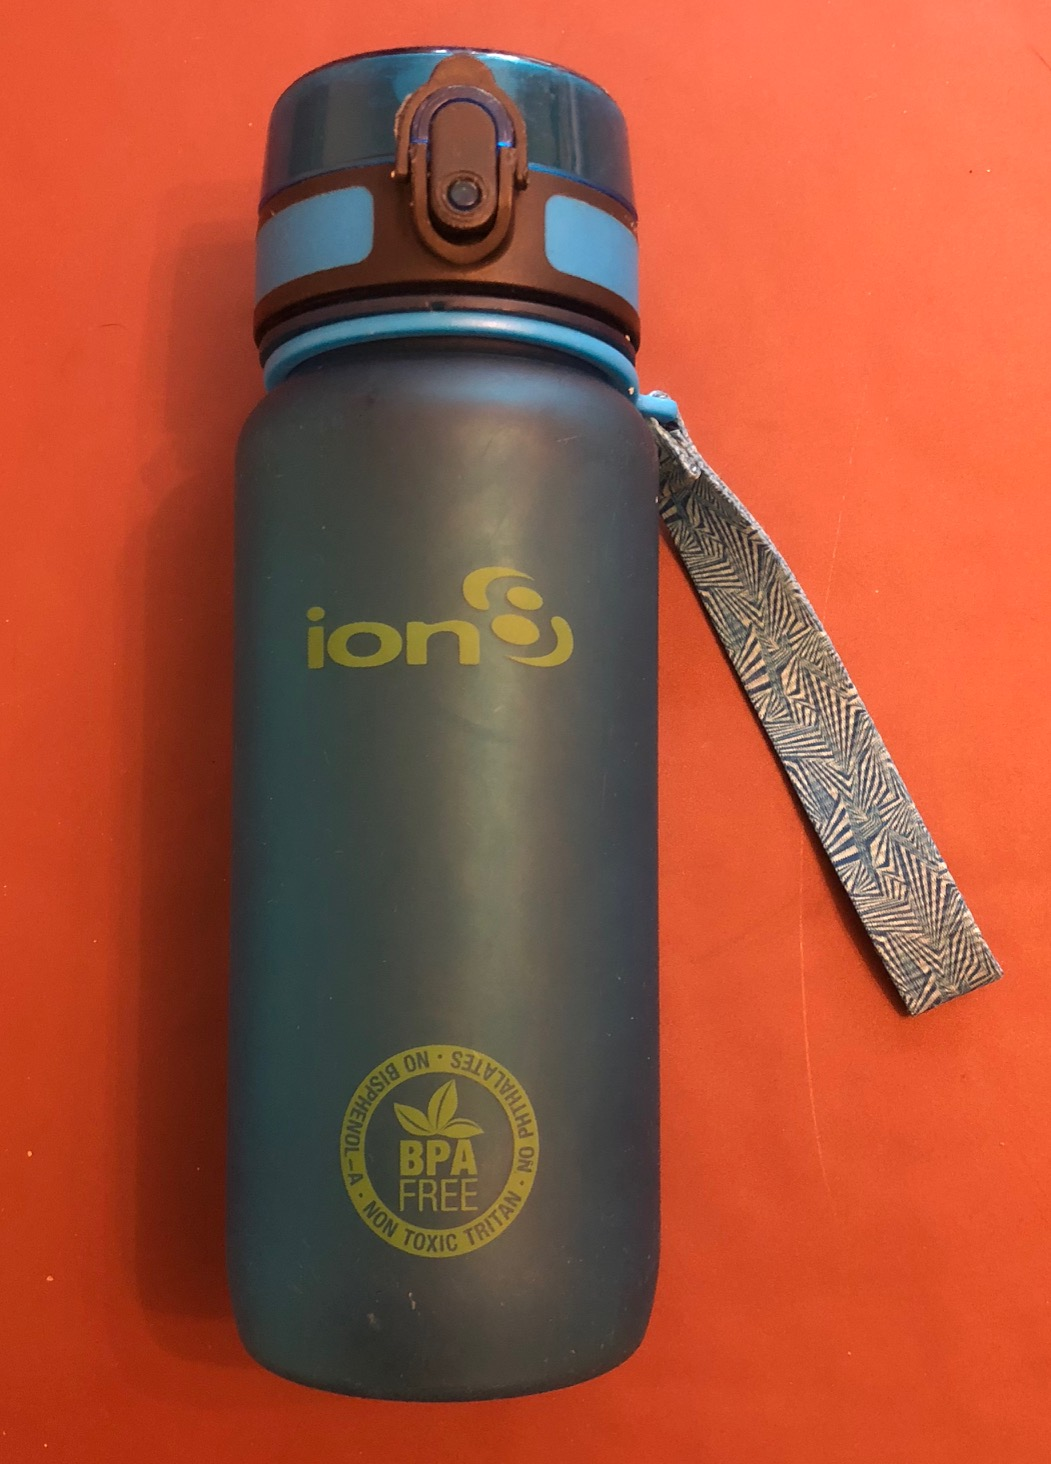 ion8
BPA
FREE
NO BISPHENOL-A · NON TOXIC TRITAN · NO PHTHALATES ·